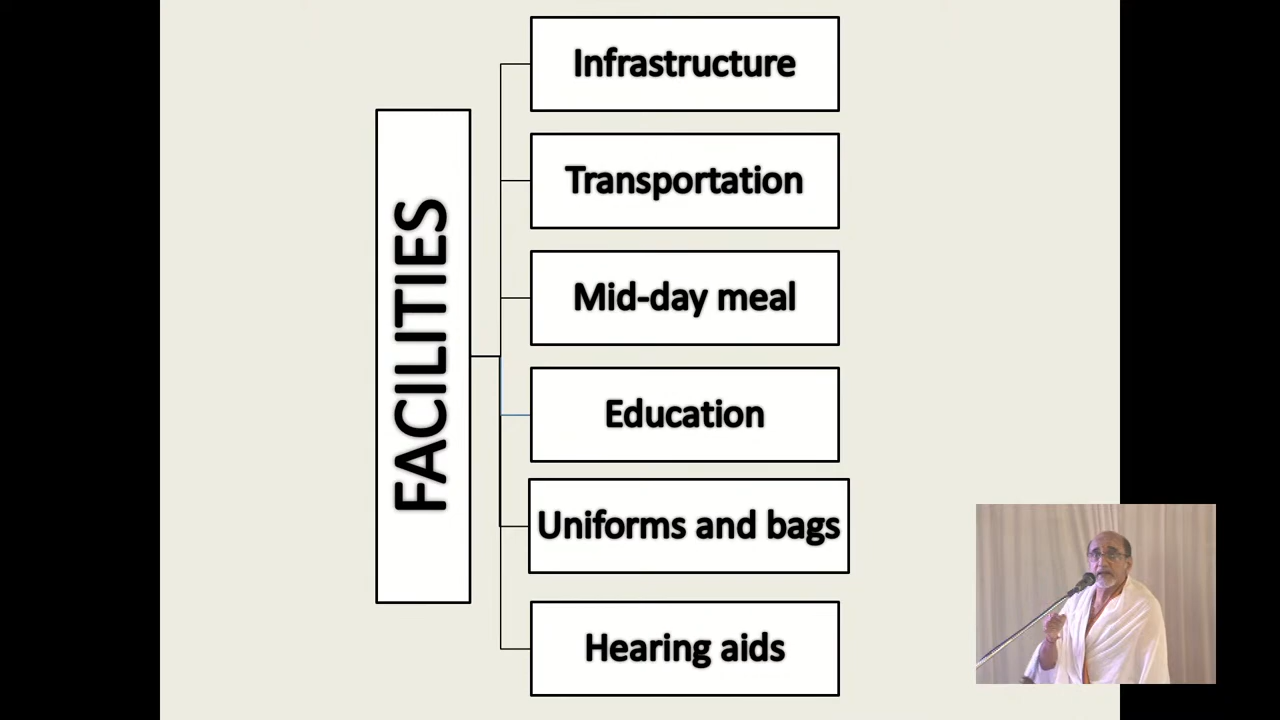 FACILITIES
Infrastructure
Transportation
Mid-day meal
Education
Uniforms and bags
Hearing aids